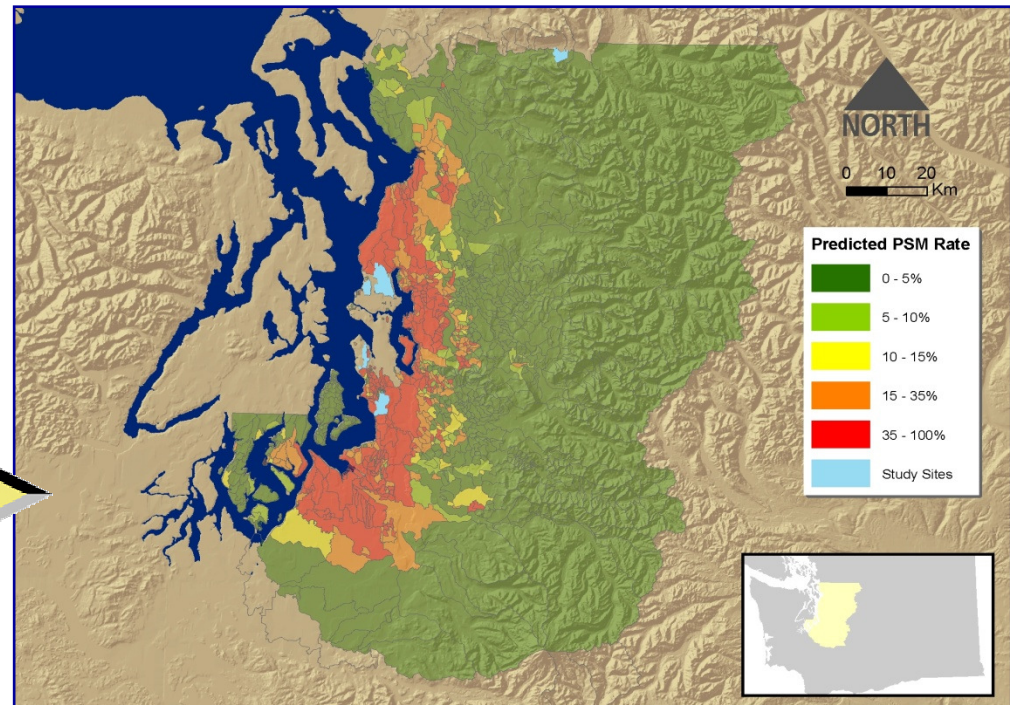 NORTH
0 10 20
Km
Predicted PSM Rate
0 - 5%
5 - 10%
10 - 15%
15 - 35%
35 - 100%
Study Sites